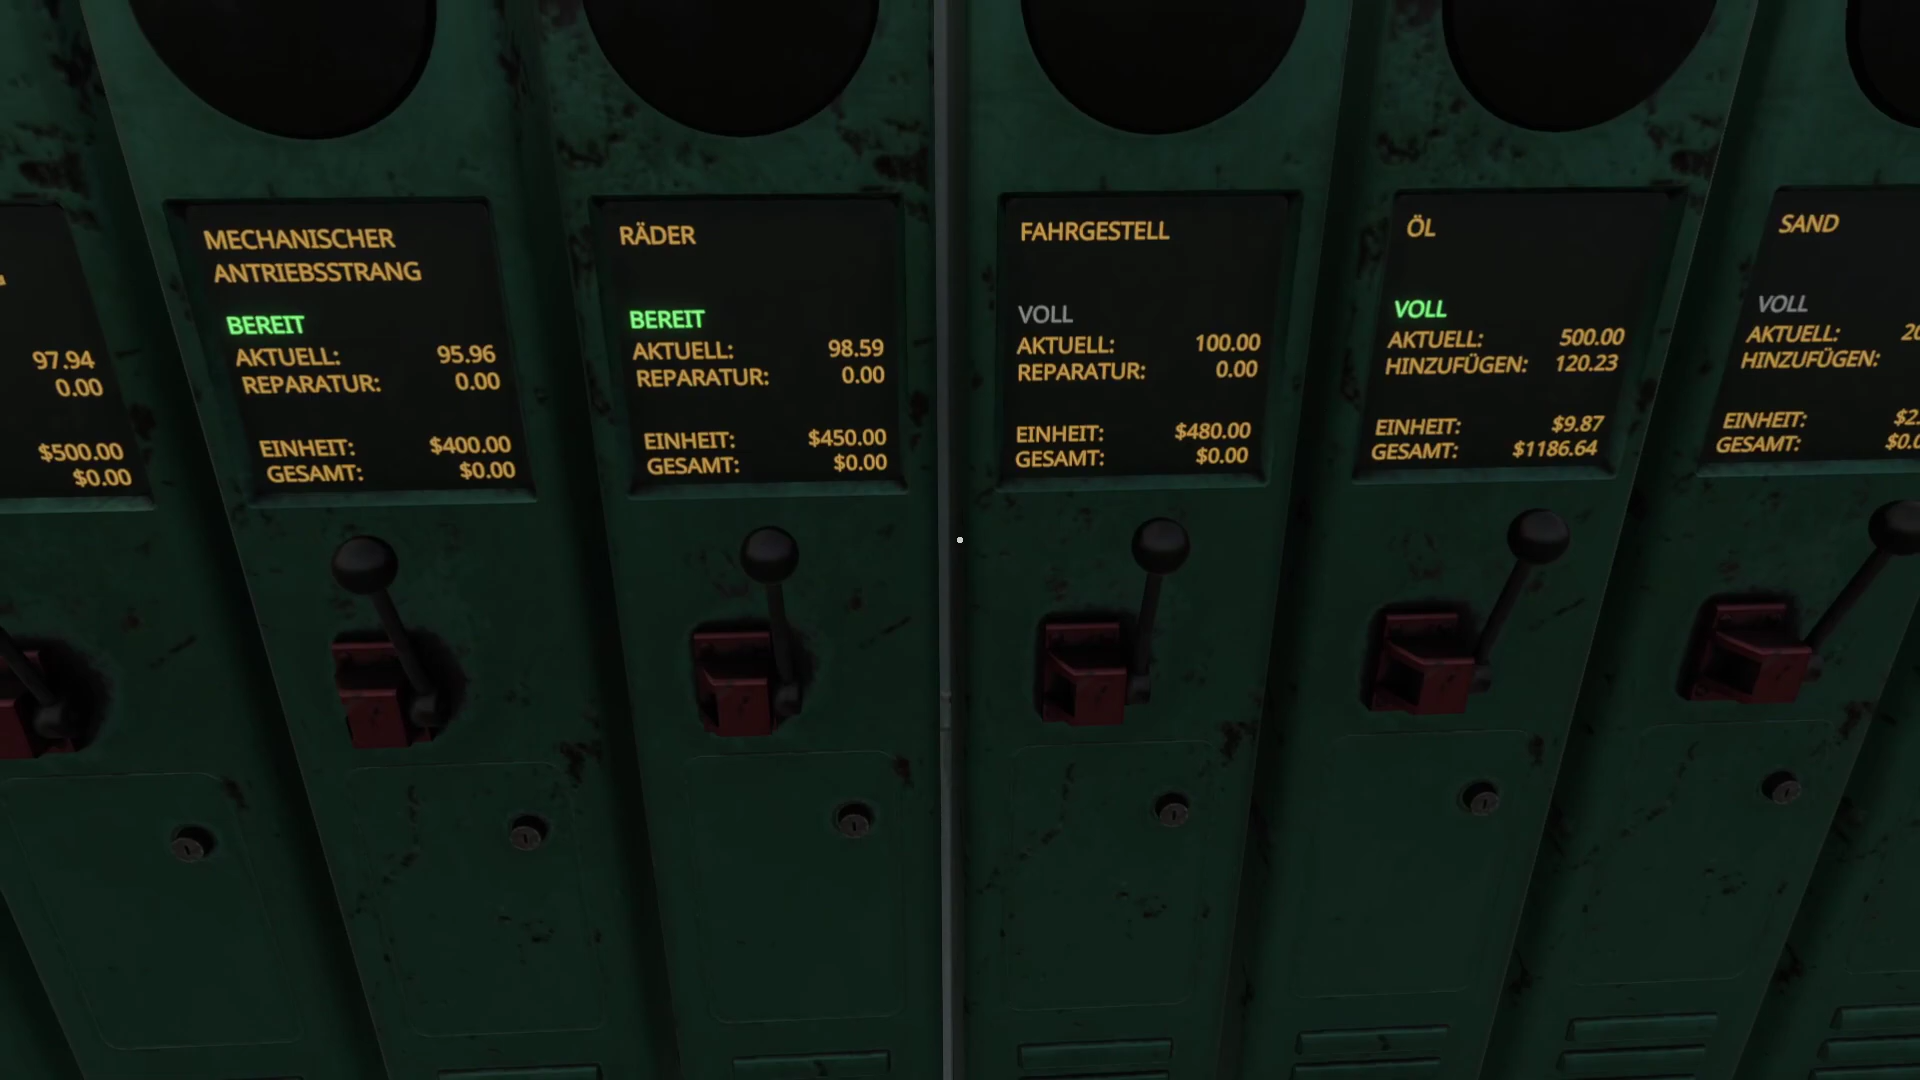 97.94
0.00
$500.00
$0.00
MECHANISCHER
ANTRIEBSSTRANG
BEREIT
AKTUELL: 95.96
REPARATUR: 0.00
EINHEIT: $400.00
GESAMT: $0.00
RÄDER
BEREIT
AKTUELL: 98.59
REPARATUR: 0.00
EINHEIT: $450.00
GESAMT: $0.00
FAHRGESTELL
VOLL
AKTUELL: 100.00
REPARATUR: 0.00
EINHEIT: $480.00
GESAMT: $0.00
ÖL
VOLL
AKTUELL: 500.00
HINZUFÜGEN: 120.23
EINHEIT: $9.87
GESAMT: $1186.64
SAND
VOLL
AKTUELL:
HINZUFÜGEN:
EINHEIT:
GESAMT: